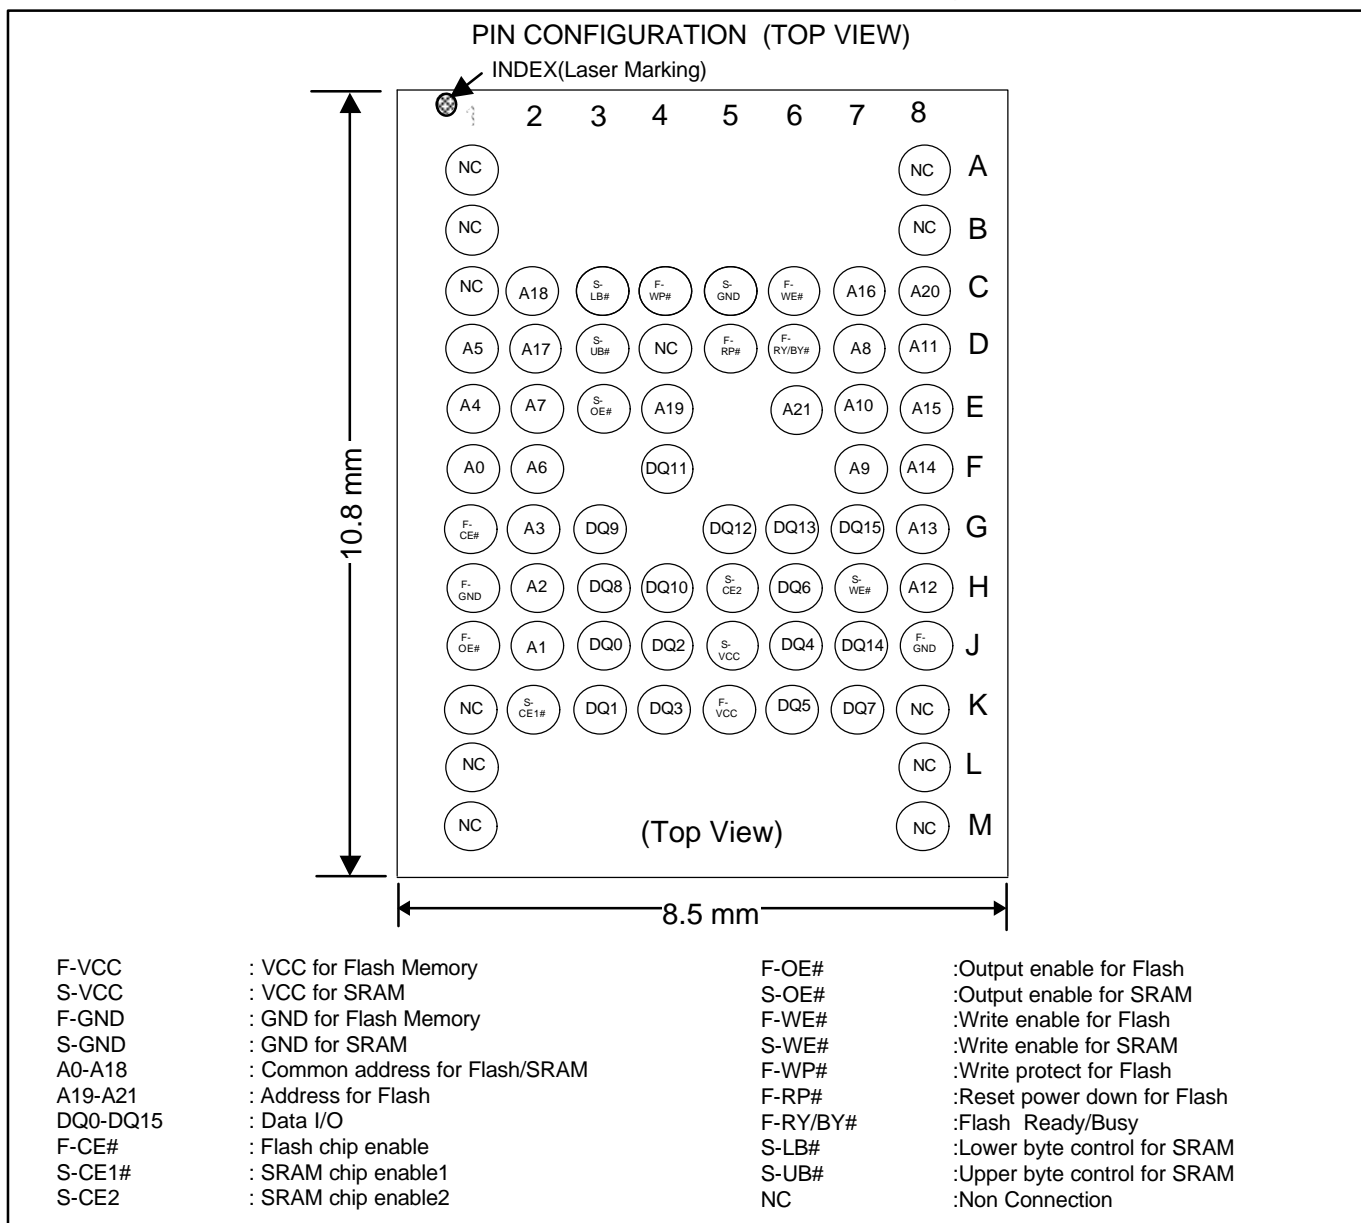 PIN CONFIGURATION (TOP VIEW)
INDEX(Laser Marking)
1 2 3 4 5 6 7 8
NC NC A
NC NC B
NC A18 S-LB# F-WP# S-GND F-WE# A16 A20 C
A5 A17 S-UB# NC F-RP# F-RY/BY# A8 A11 D
A4 A7 S-OE# A19 A21 A10 A15 E
A0 A6 DQ11 A9 A14 F
F-CE# A3 DQ9 DQ12 DQ13 DQ15 A13 G
F-GND A2 DQ8 DQ10 S-CE2 DQ6 S-WE# A12 H
F-OE# A1 DQ0 DQ2 S-VCC DQ4 DQ14 F-GND J
NC S-CE1# DQ1 DQ3 F-VCC DQ5 DQ7 NC K
NC NC L
NC NC M
(Top View)
10.8 mm
8.5 mm
F-VCC : VCC for Flash Memory
S-VCC : VCC for SRAM
F-GND : GND for Flash Memory
S-GND : GND for SRAM
A0-A18 : Common address for Flash/SRAM
A19-A21 : Address for Flash
DQ0-DQ15 : Data I/O
F-CE# : Flash chip enable
S-CE1# : SRAM chip enable1
S-CE2 : SRAM chip enable2
F-OE# :Output enable for Flash
S-OE# :Output enable for SRAM
F-WE# :Write enable for Flash
S-WE# :Write enable for SRAM
F-WP# :Write protect for Flash
F-RP# :Reset power down for Flash
F-RY/BY# :Flash Ready/Busy
S-LB# :Lower byte control for SRAM
S-UB# :Upper byte control for SRAM
NC :Non Connection